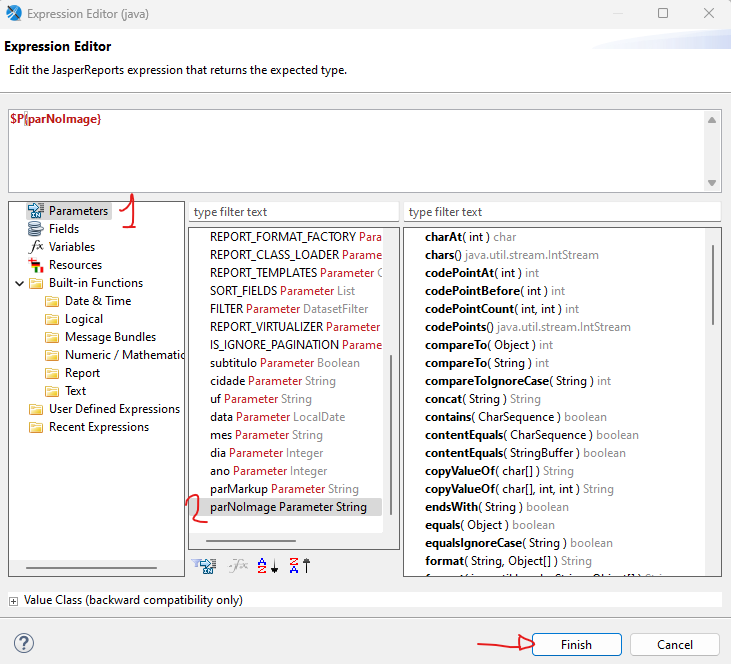 Expression Editor (java)
Expression Editor
Edit the JasperReports expression that returns the expected type.
$P{parNoImage}
Parameters
1
Fields
Variables
Resources
Built-in Functions
Date & Time
Logical
Message Bundles
Numeric / Mathematic
Report
Text
User Defined Expressions
Recent Expressions
type filter text
REPORT_FORMAT_FACTORY Para
REPORT_CLASS_LOADER Parame
REPORT_TEMPLATES Parameter C
SORT_FIELDS Parameter List
FILTER Parameter DatasetFilter
REPORT_VIRTUALIZER Parameter
IS_IGNORE_PAGINATION Parame
subtitulo Parameter Boolean
cidade Parameter String
uf Parameter String
data Parameter LocalDate
mes Parameter String
dia Parameter Integer
ano Parameter Integer
parMarkup Parameter String
2 parNoImage Parameter String
type filter text
charAt( int ) char
chars() java.util.stream.IntStream
codePointAt( int ) int
codePointBefore( int ) int
codePointCount( int, int ) int
codePoints() java.util.stream.IntStream
compareTo( Object ) int
compareTo( String ) int
compareToIgnoreCase( String ) int
concat( String ) String
contains( CharSequence ) boolean
contentEquals( CharSequence ) boolean
contentEquals( StringBuffer ) boolean
copyValueOf( char[] ) String
copyValueOf( char[], int, int ) String
endsWith( String ) boolean
equals( Object ) boolean
equalsIgnoreCase( String ) boolean
format( String, Object[] ) String
Value Class (backward compatibility only)
Finish
Cancel